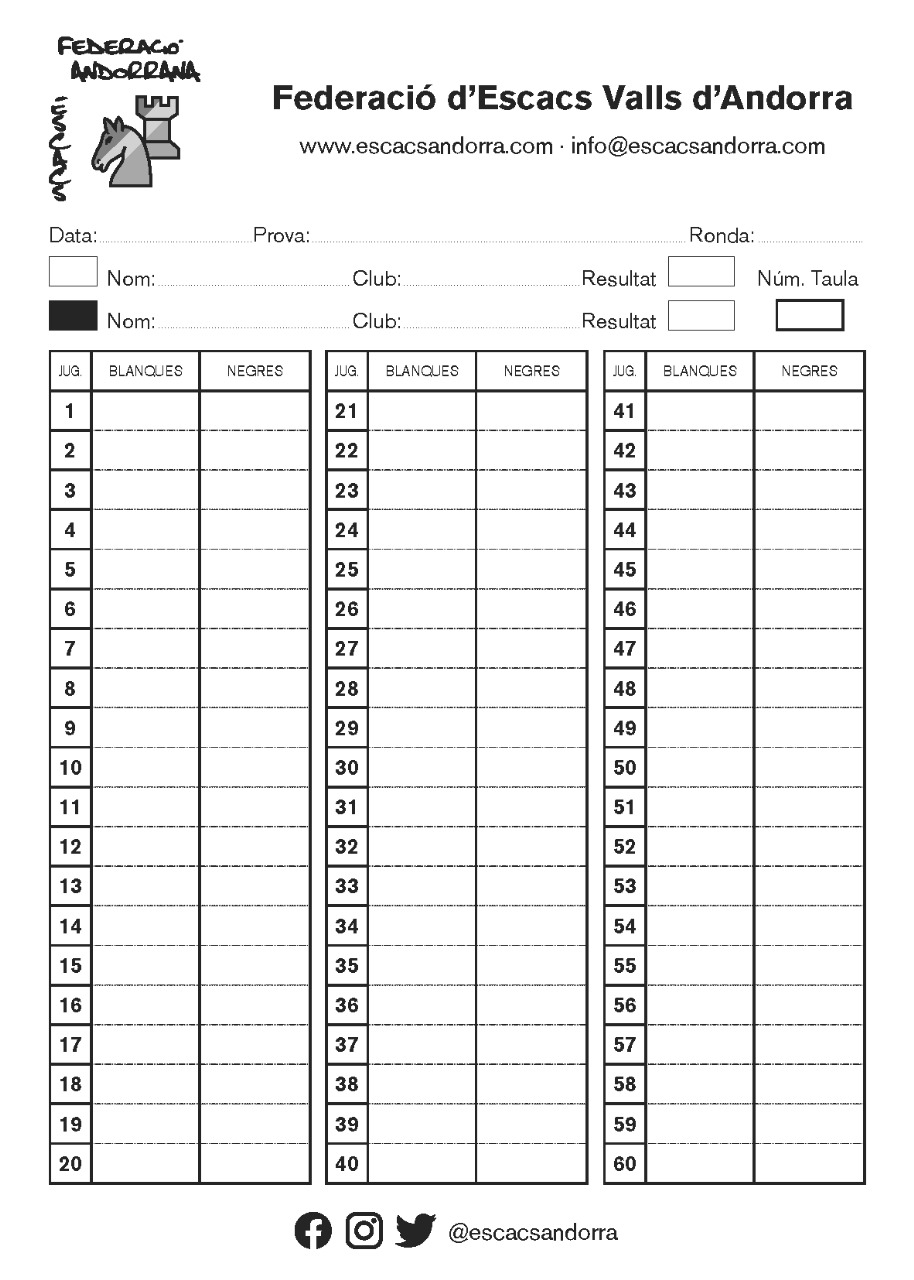 FEDERACIÓ
ANDORRANA
Federació d'Escacs Valls d'Andorra
www.escacsandorra.com · info@escacsandorra.com
Data: Prova: Ronda:
Nom: Club: Resultat Núm. Taula
Nom: Club: Resultat
JUG. BLANQUES NEGRES JUG. BLANQUES NEGRES JUG. BLANQUES NEGRES
1 21 41
2 22 42
3 23 43
4 24 44
5 25 45
6 26 46
7 27 47
8 28 48
9 29 49
10 30 50
11 31 51
12 32 52
13 33 53
14 34 54
15 35 55
16 36 56
17 37 57
18 38 58
19 39 59
20 40 60
@escacsandorra